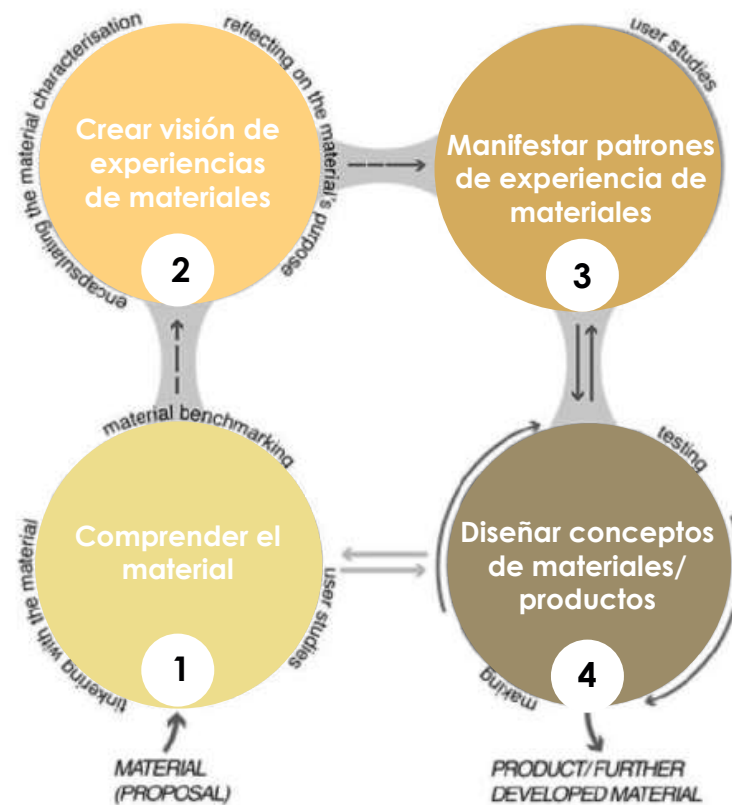 encapsulating the material characterisation
reflecting on the material's purpose
Crear visión de
experiencias
de materiales
2
user studies
Manifestar patrones
de experiencia de
materiales
3
material benchmarking
tinkering with the material
user studies
Comprender el
material
1
testing
making
Diseñar conceptos
de materiales/
productos
4
MATERIAL
(PROPOSAL)
PRODUCT/FURTHER
DEVELOPED MATERIAL